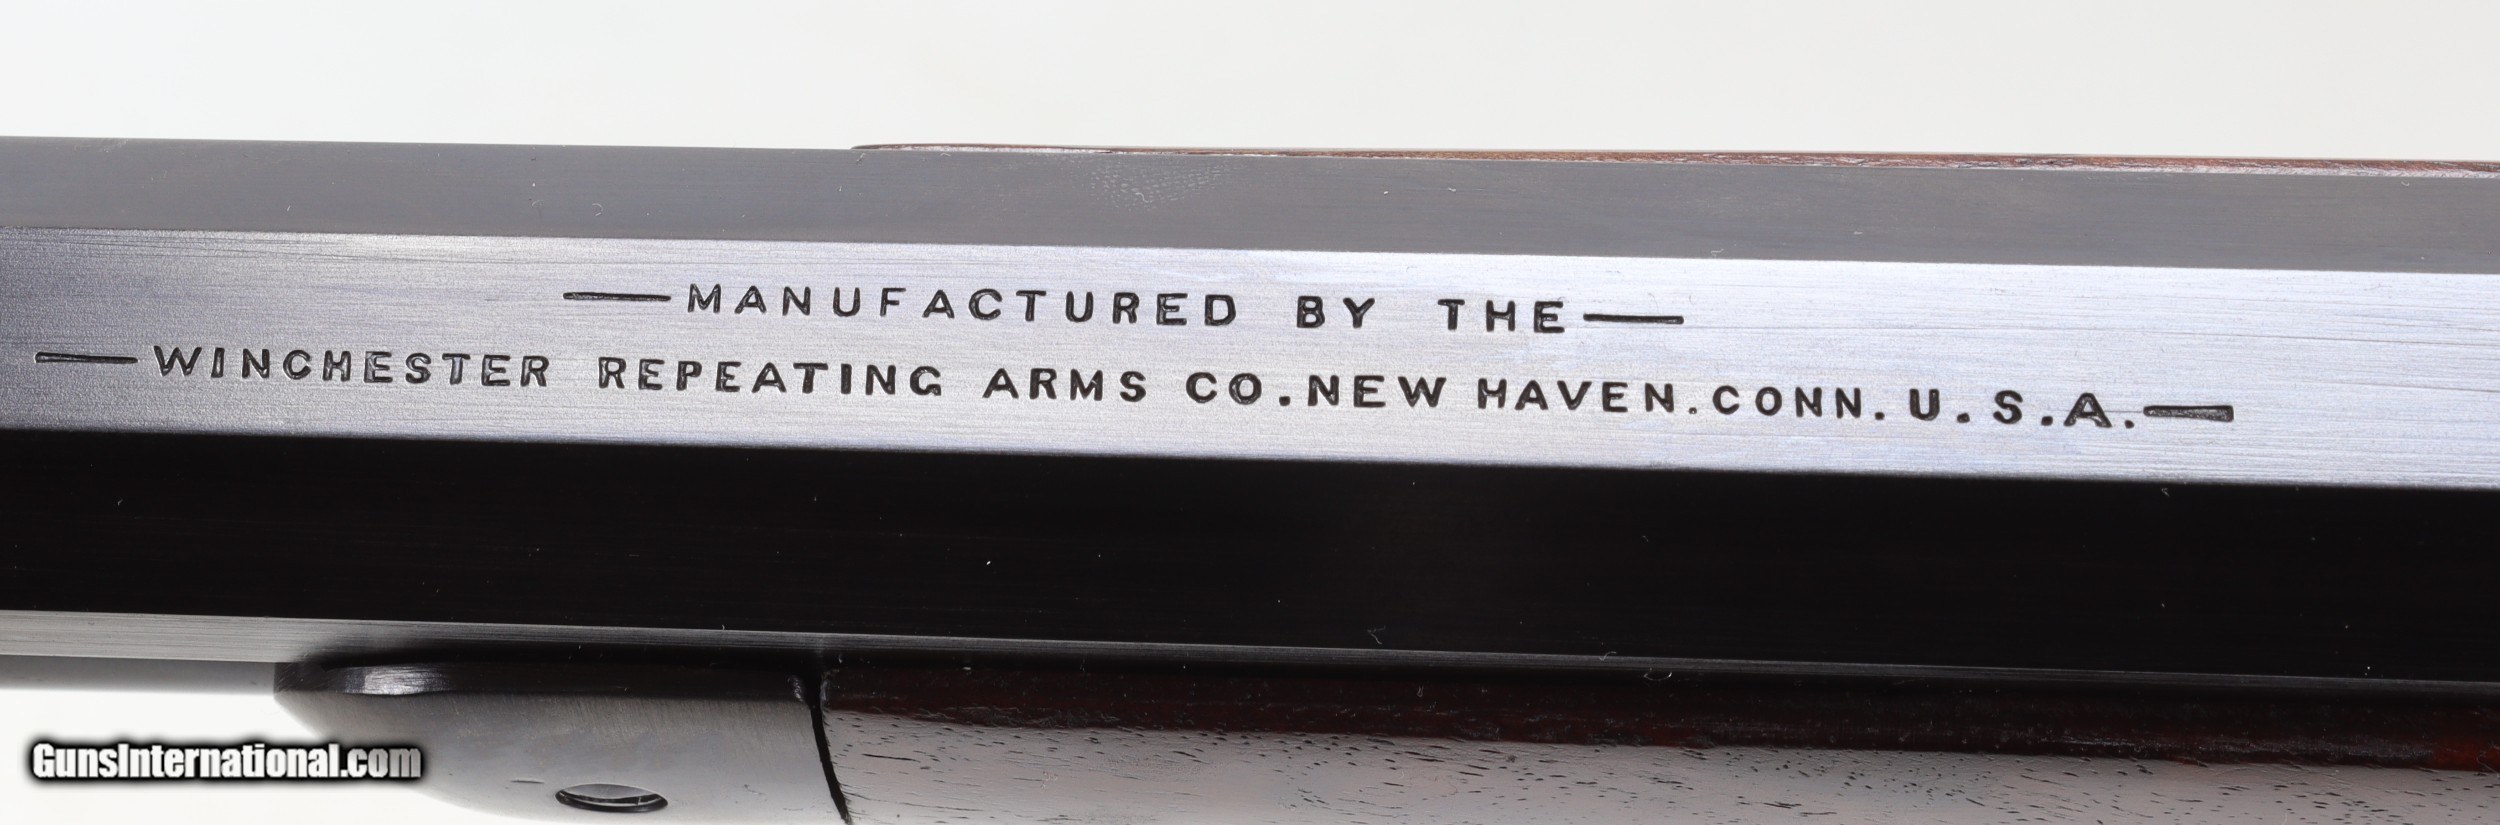 —MANUFACTURED BY THE—
—WINCHESTER REPEATING ARMS CO. NEW HAVEN. CONN. U.S.A.—
GunsInternational.com